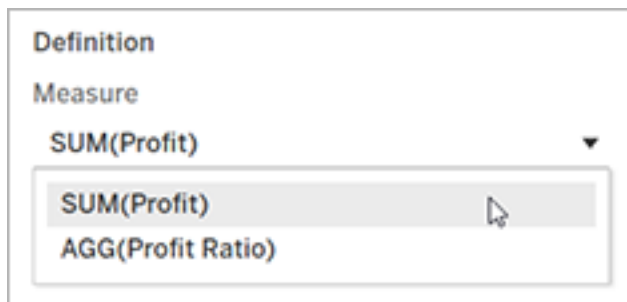 Definition
Measure
SUM(Profit)
SUM(Profit)
AGG(Profit Ratio)